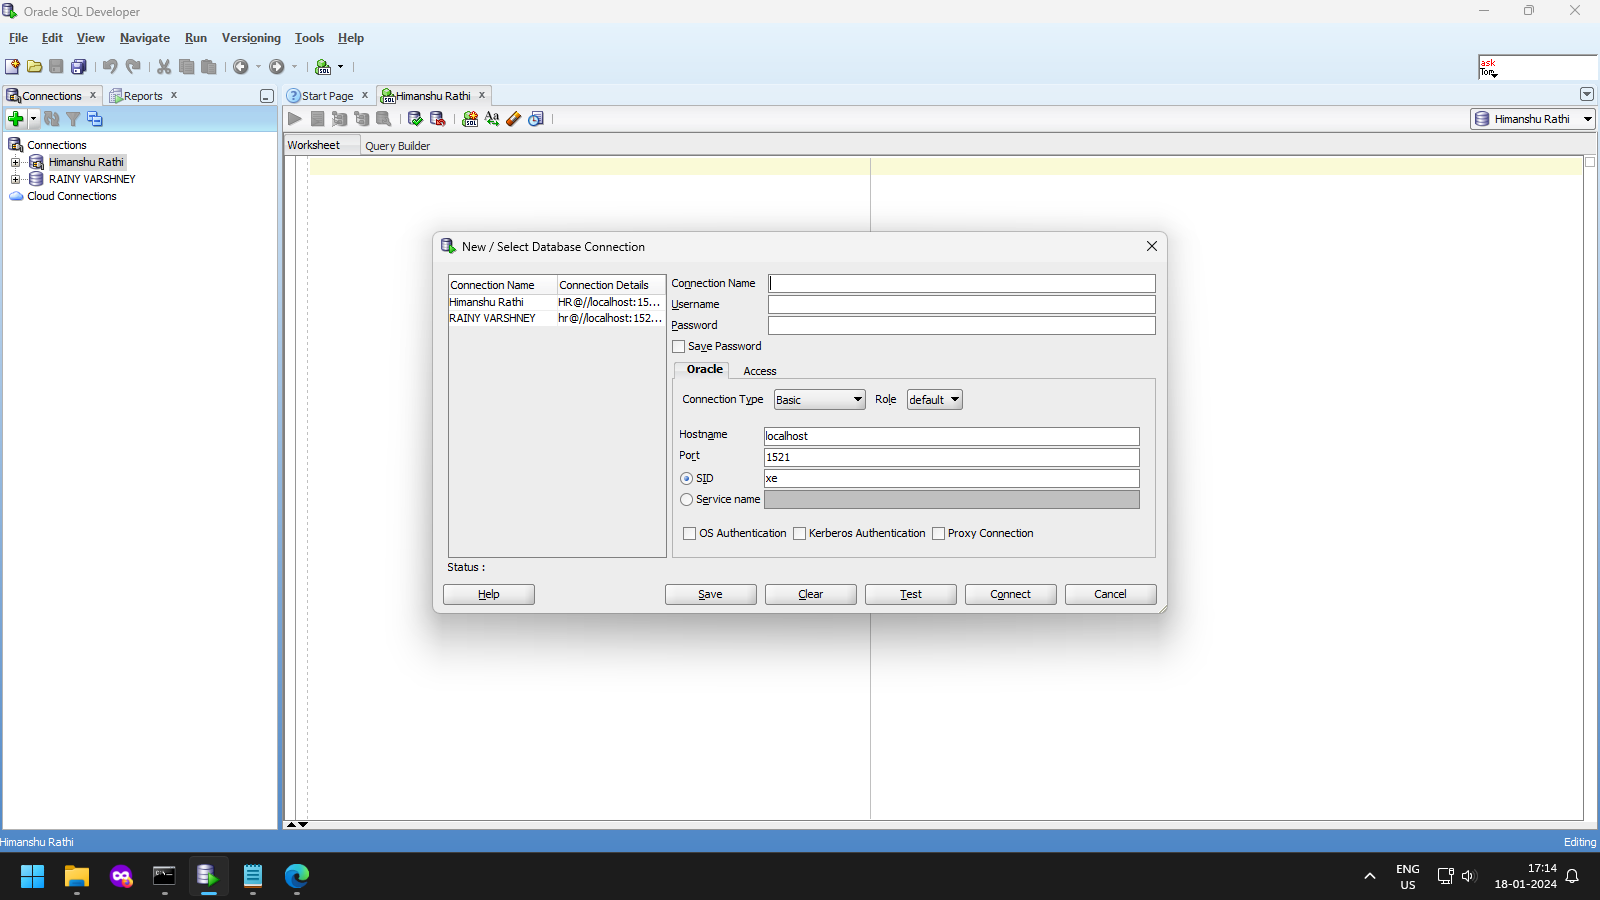 Oracle SQL Developer
File Edit View Navigate Run Versioning Tools Help
ask
Tom
Connections Reports
Start Page Himanshu Rathi
Himanshu Rathi
Worksheet Query Builder
Connections
Himanshu Rathi
RAINY VARSHNEY
Cloud Connections
New / Select Database Connection
Connection Name Connection Details
Himanshu Rathi HR@//localhost:15...
RAINY VARSHNEY hr@//localhost:152...
Connection Name
Username
Password
Save Password
Oracle Access
Connection Type Basic Role default
Hostname localhost
Port 1521
SID xe
Service name
OS Authentication Kerberos Authentication Proxy Connection
Status :
Help Save Clear Test Connect Cancel
Himanshu Rathi Editing
ENG
US
17:14
18-01-2024